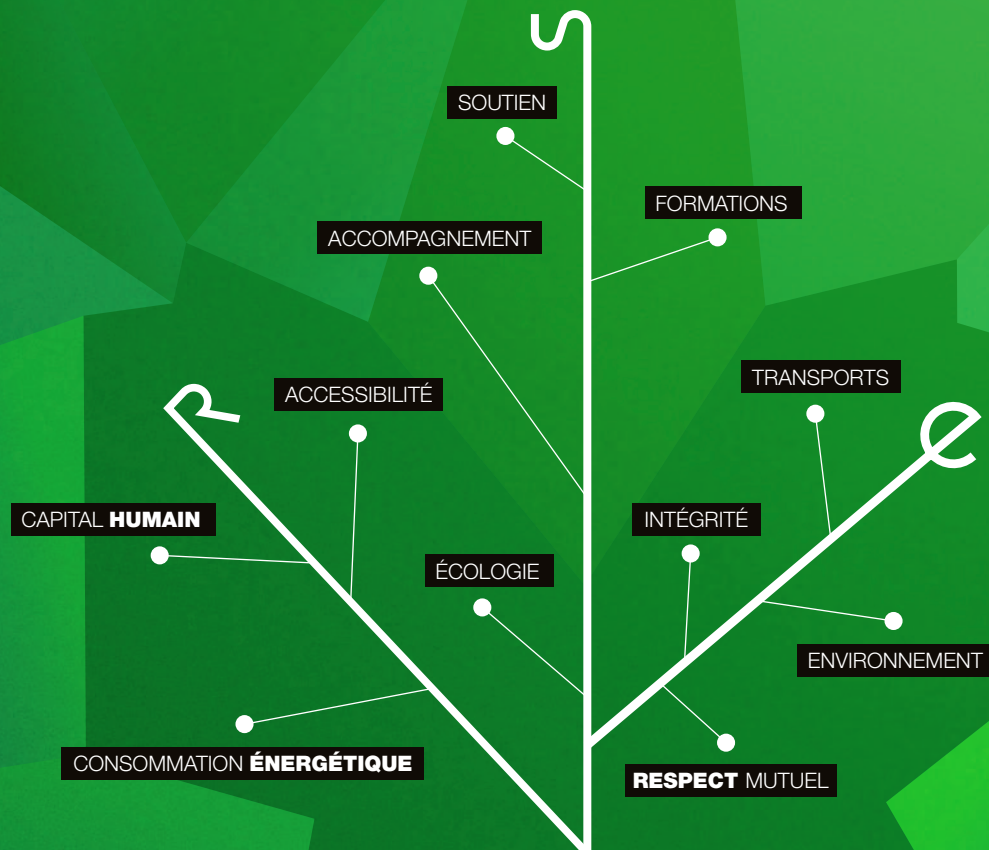 S
SOUTIEN
FORMATIONS
ACCOMPAGNEMENT
TRANSPORTS
R
ACCESSIBILITÉ
e
CAPITAL HUMAIN
INTÉGRITÉ
ÉCOLOGIE
ENVIRONNEMENT
CONSOMMATION ÉNERGÉTIQUE
RESPECT MUTUEL